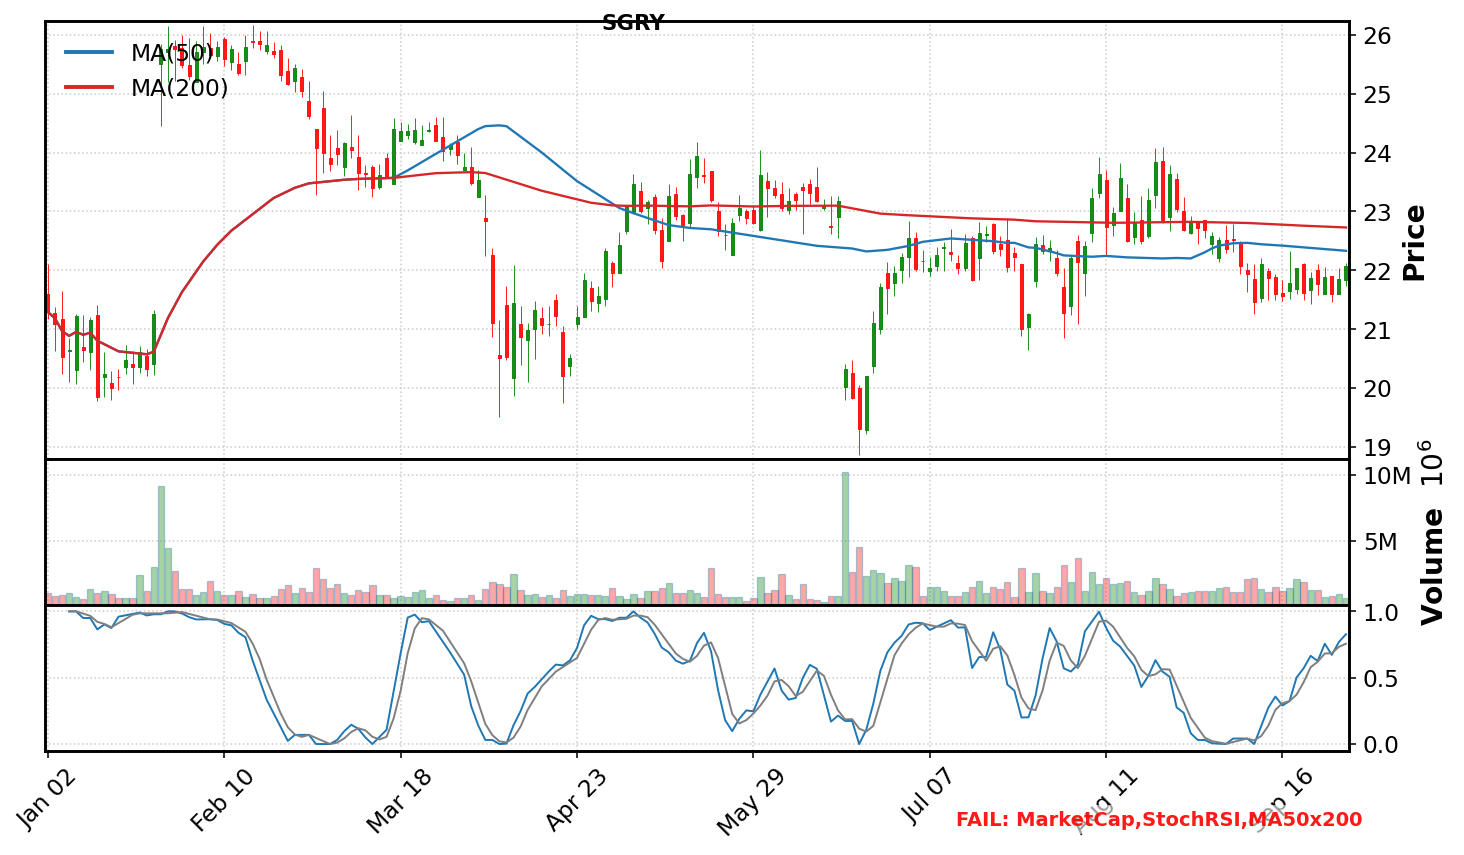 SGRY
MA(50)
MA(200)
26
25
24
23
22
21
20
19
Price
10M
5M
Volume 10⁶
1.0
0.5
0.0
Jan 02
Feb 10
Mar 18
Apr 23
May 29
Jul 07
Aug 11
Sep 16
FAIL: MarketCap,StochRSI,MA50x200